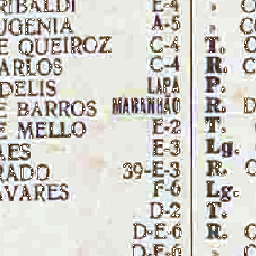 RIBALDI E-4 » C
UGENIA A-5 » C
E QUEIROZ C-4 T.
ARLOS C-4 R. C
DELIS LAPA P.
E BARROS MARANHÃO R. D
E MELLO E-2 T.
AES E-3 Lg.
RADO 39-E-3 R. C
AVARES F-6 Lg.
D-2 T.
D-E-6 R. C
D-E-6 » C